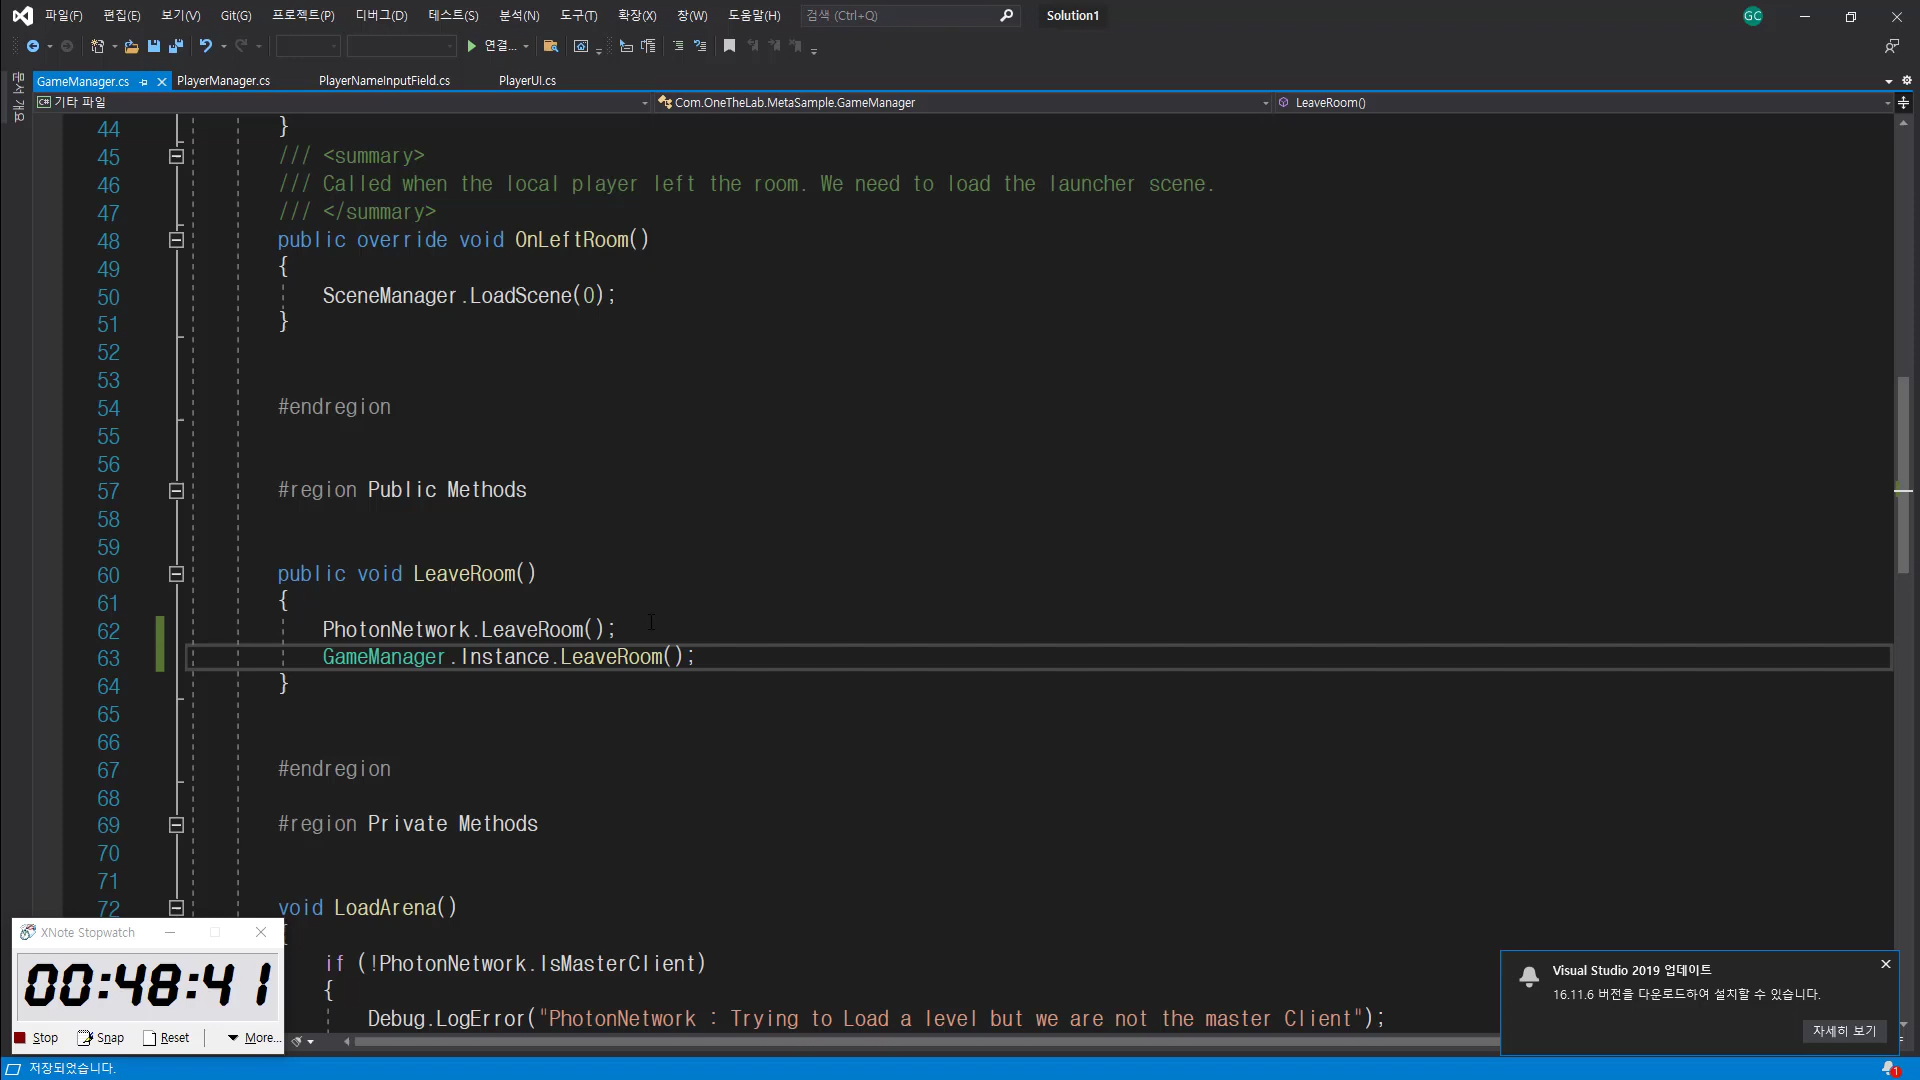 파일(F) 편집(E) 보기(V) Git(G) 프로젝트(P) 디버그(D) 테스트(S) 분석(N) 도구(T) 확장(X) 창(W) 도움말(H) 검색 (Ctrl+Q) Solution1 GC
연결...
문서 개요
GameManager.cs PlayerManager.cs PlayerNameInputField.cs PlayerUI.cs
C# 기타 파일 Com.OneTheLab.MetaSample.GameManager LeaveRoom()
44 }
45 /// <summary>
46 /// Called when the local player left the room. We need to load the launcher scene.
47 /// </summary>
48 public override void OnLeftRoom()
49 {
50 SceneManager.LoadScene(0);
51 }
52
53
54 #endregion
55
56
57 #region Public Methods
58
59
60 public void LeaveRoom()
61 {
62 PhotonNetwork.LeaveRoom();
63 GameManager.Instance.LeaveRoom();
64 }
65
66
67 #endregion
68
69 #region Private Methods
70
71
72 void LoadArena()
{
if (!PhotonNetwork.IsMasterClient)
{
Debug.LogError("PhotonNetwork : Trying to Load a level but we are not the master Client");
XNote Stopwatch
00:48:41
Stop Snap Reset More...
Visual Studio 2019 업데이트
16.11.6 버전을 다운로드하여 설치할 수 있습니다.
자세히 보기
저장되었습니다.
1